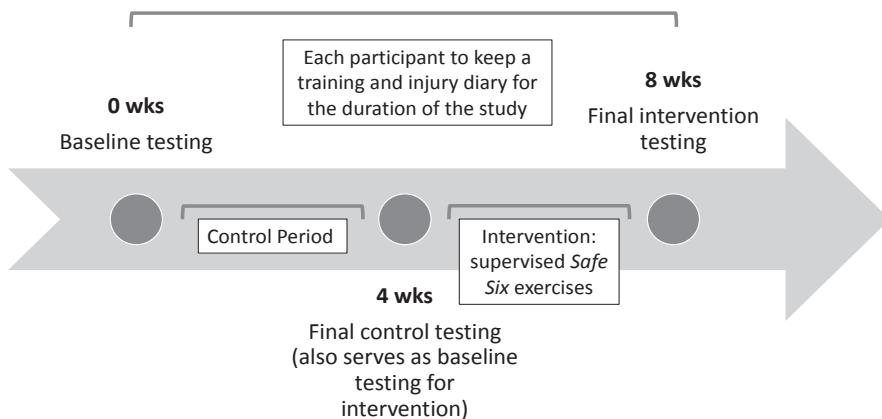 Each participant to keep a
training and injury diary for
the duration of the study
0 wks
Baseline testing
8 wks
Final intervention
testing
Control Period
Intervention:
supervised Safe
Six exercises
4 wks
Final control testing
(also serves as baseline
testing for
intervention)